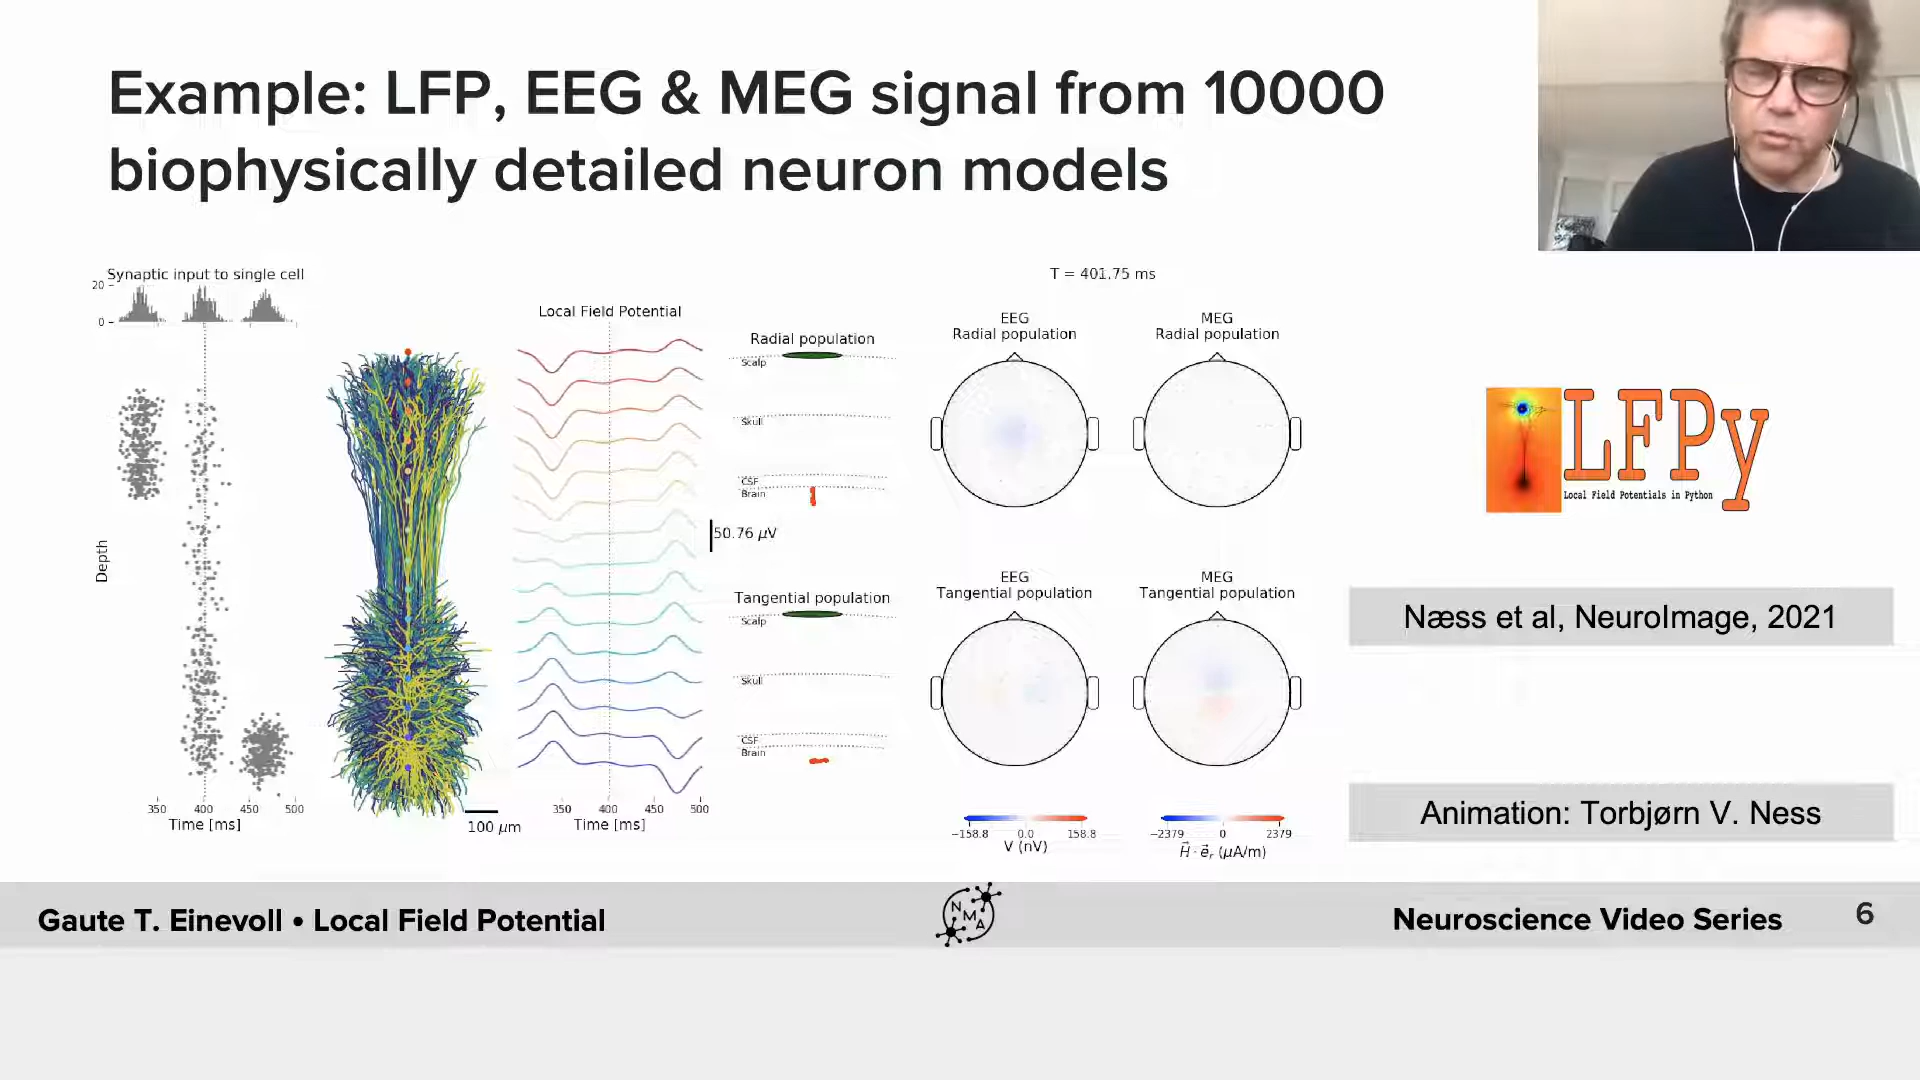 Example: LFP, EEG & MEG signal from 10000
biophysically detailed neuron models
Synaptic input to single cell
20
0
Depth
350 400 450 500
Time [ms]
100 μm
Local Field Potential
350 400 450 500
Time [ms]
50.76 μV
Radial population
Scalp
Skull
CSF
Brain
Tangential population
Scalp
Skull
CSF
Brain
T = 401.75 ms
EEG
Radial population
MEG
Radial population
EEG
Tangential population
MEG
Tangential population
−158.8 0.0 158.8
V (nV)
−2379 0 2379
H⃗ · e⃗ᵣ (μA/m)
LFPy
Local Field Potentials in Python
Næss et al, NeuroImage, 2021
Animation: Torbjørn V. Ness
Gaute T. Einevoll • Local Field Potential
NMA
Neuroscience Video Series
6